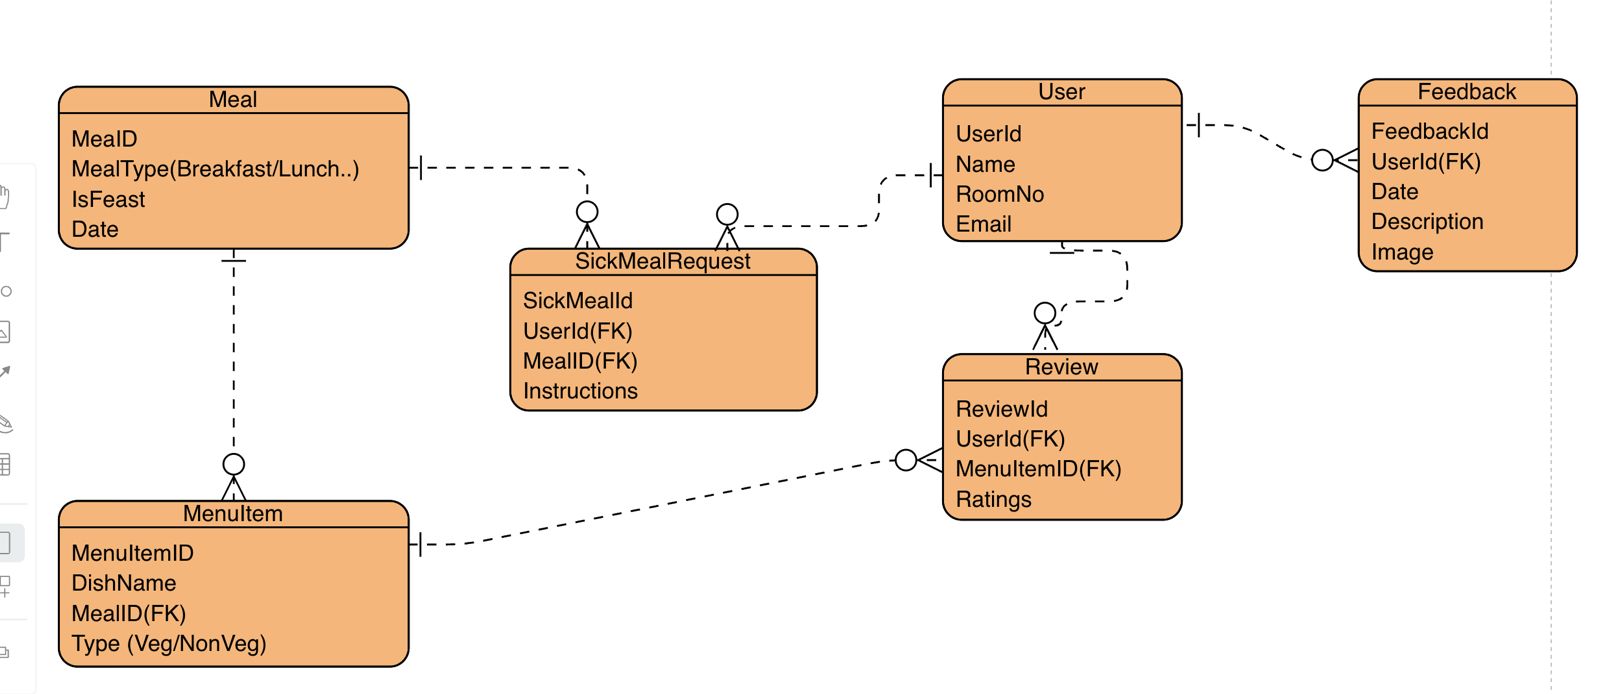 Meal
MealD
MealType(Breakfast/Lunch..)
IsFeast
Date
SickMealRequest
SickMealId
UserId(FK)
MealID(FK)
Instructions
User
UserId
Name
RoomNo
Email
Feedback
FeedbackId
UserId(FK)
Date
Description
Image
Review
ReviewId
UserId(FK)
MenuItemID(FK)
Ratings
MenuItem
MenuItemID
DishName
MealID(FK)
Type (Veg/NonVeg)